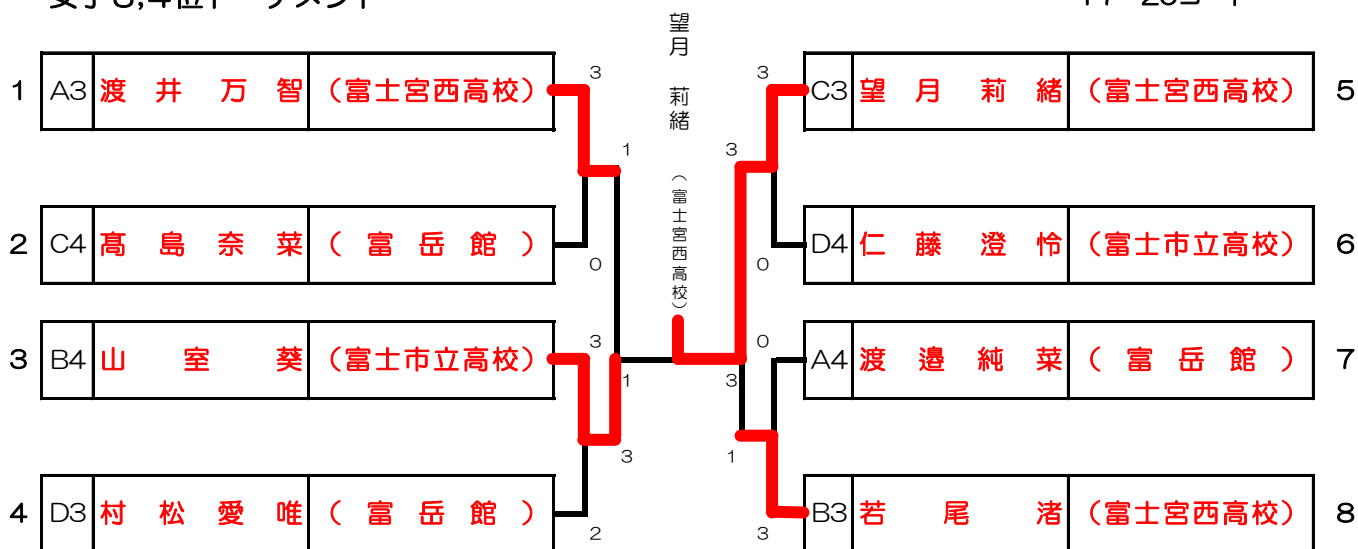 望月 莉緒 (富士宮西高校)
1 A3 渡井万智 (富士宮西高校) 3
1
2 C4 髙島奈菜 (富岳館) 0
3 B4 山室葵 (富士市立高校) 3
1
3
4 D3 村松愛唯 (富岳館) 2
3 C3 望月莉緒 (富士宮西高校) 5
3
0 D4 仁藤澄怜 (富士市立高校) 6
0 A4 渡邉純菜 (富岳館) 7
3
1
3 B3 若尾渚 (富士宮西高校) 8